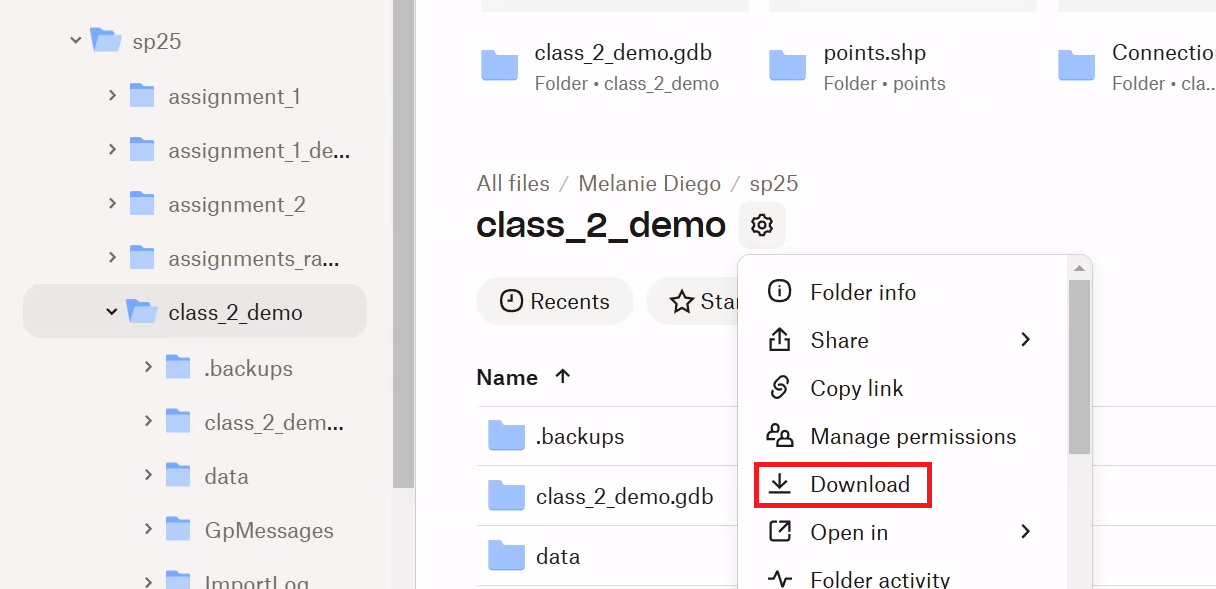 sp25
assignment_1
assignment_1_de...
assignment_2
assignments_ra...
class_2_demo
.backups
class_2_dem...
data
GpMessages
ImportLog
class_2_demo.gdb
Folder • class_2_demo
points.shp
Folder • points
Connectio
Folder • cla...
All files / Melanie Diego / sp25
class_2_demo
Recents
Star
Name
.backups
class_2_demo.gdb
data
Folder info
Share
Copy link
Manage permissions
Download
Open in
Folder activity